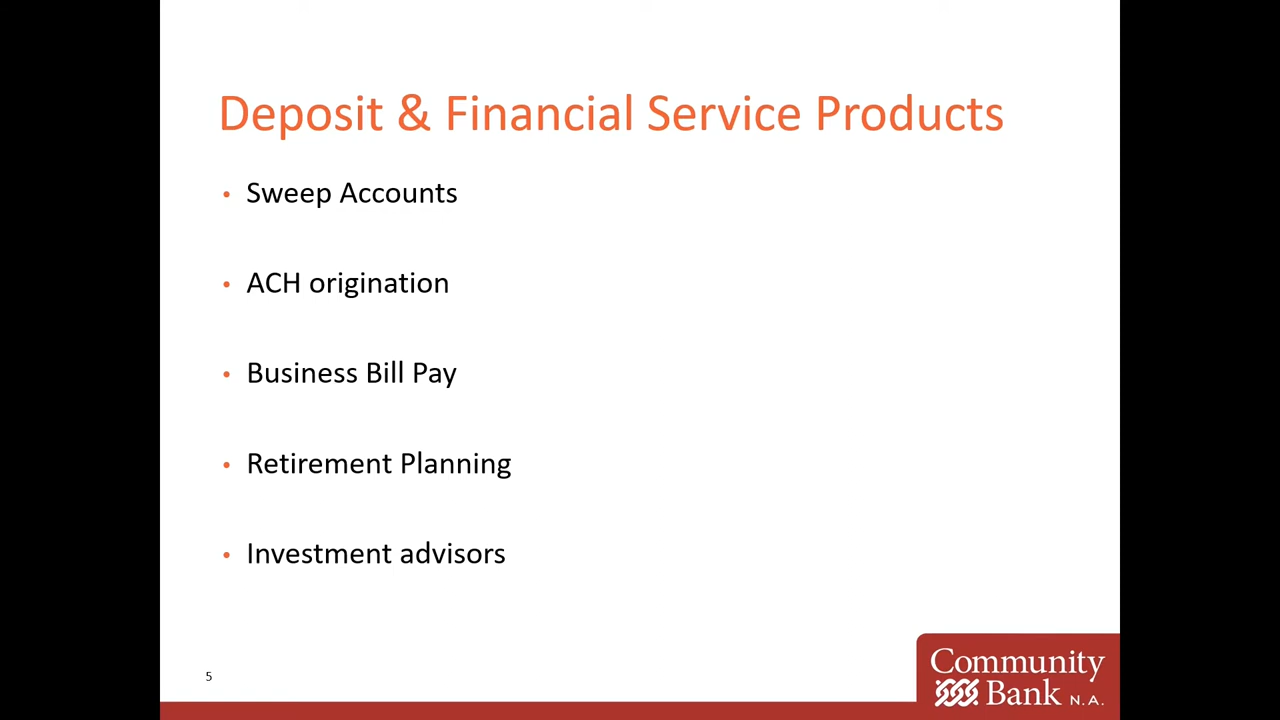 Deposit & Financial Service Products
• Sweep Accounts
• ACH origination
• Business Bill Pay
• Retirement Planning
• Investment advisors
5
Community
Bank N.A.